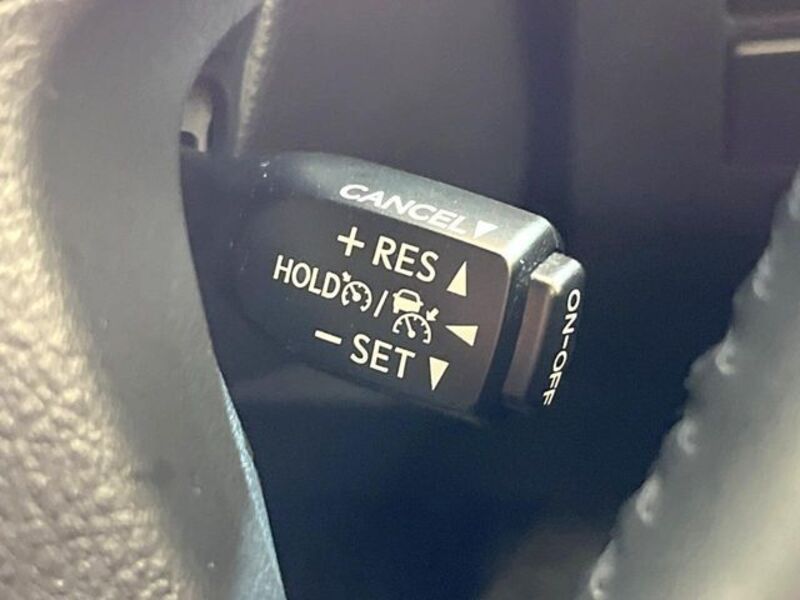 CANCEL
+ RES
HOLD /
- SET
ON-OFF